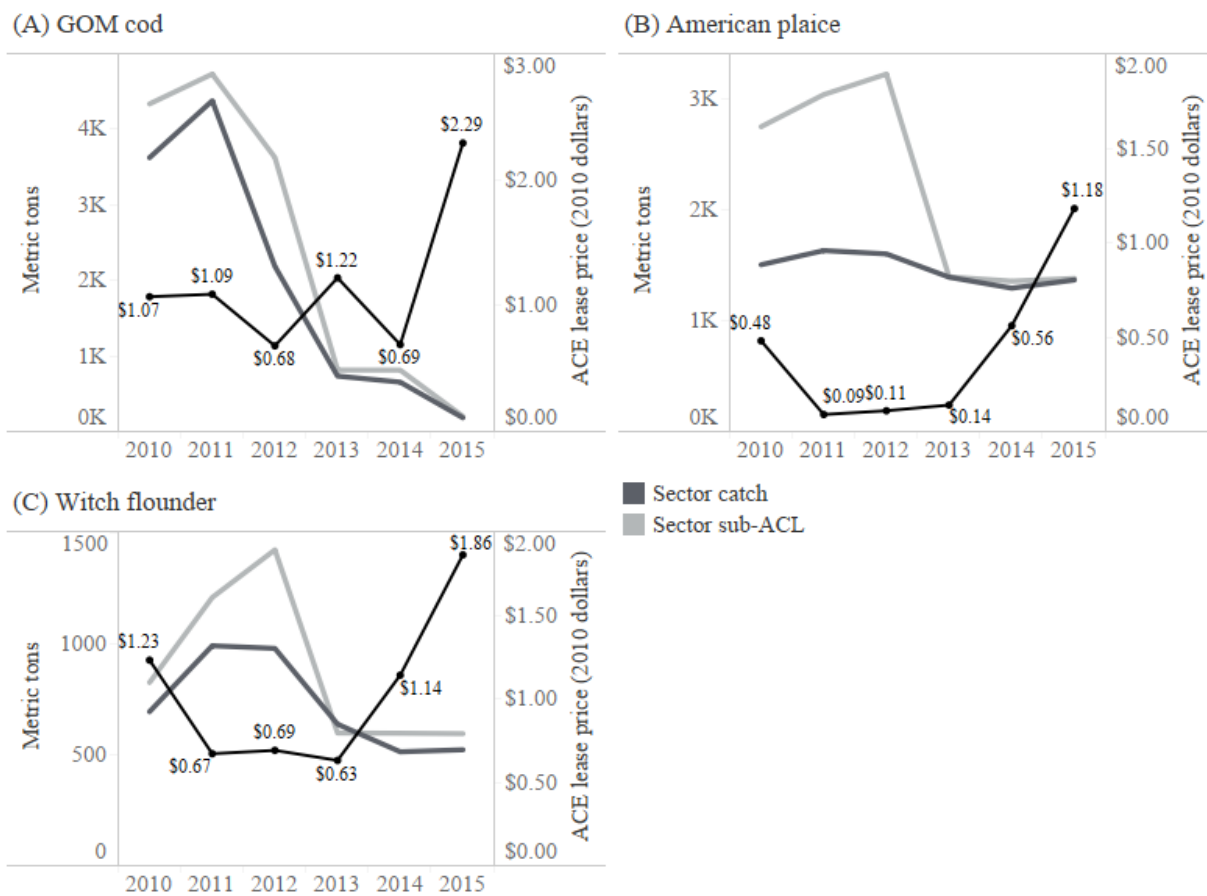 (A) GOM cod
Metric tons
4K
3K
2K
1K
0K
$3.00
$2.00
$1.00
$0.00
ACE lease price (2010 dollars)
$1.07
$1.09
$0.68
$1.22
$0.69
$2.29
2010 2011 2012 2013 2014 2015
(B) American plaice
Metric tons
3K
2K
1K
0K
$2.00
$1.50
$1.00
$0.50
$0.00
ACE lease price (2010 dollars)
$0.48
$0.09
$0.11
$0.14
$0.56
$1.18
2010 2011 2012 2013 2014 2015
(C) Witch flounder
Metric tons
1500
1000
500
0
$2.00
$1.50
$1.00
$0.50
$0.00
ACE lease price (2010 dollars)
$1.23
$0.67
$0.69
$0.63
$1.14
$1.86
2010 2011 2012 2013 2014 2015
Sector catch
Sector sub-ACL